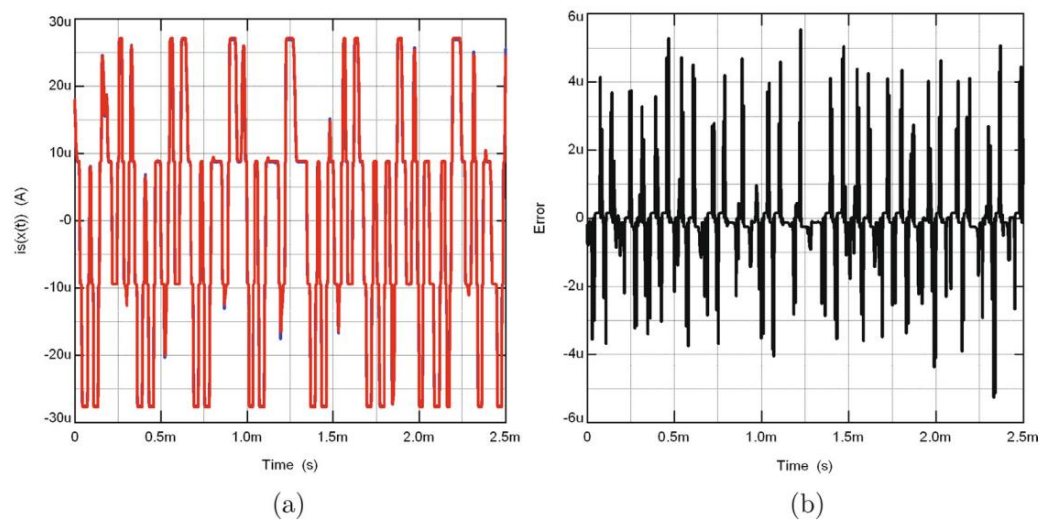 30u
20u
10u
-0
-10u
-20u
-30u
is(x(t)) (A)
0 0.5m 1.0m 1.5m 2.0m 2.5m
Time (s)
(a)
6u
4u
2u
0
-2u
-4u
-6u
Error
0 0.5m 1.0m 1.5m 2.0m 2.5m
Time (s)
(b)